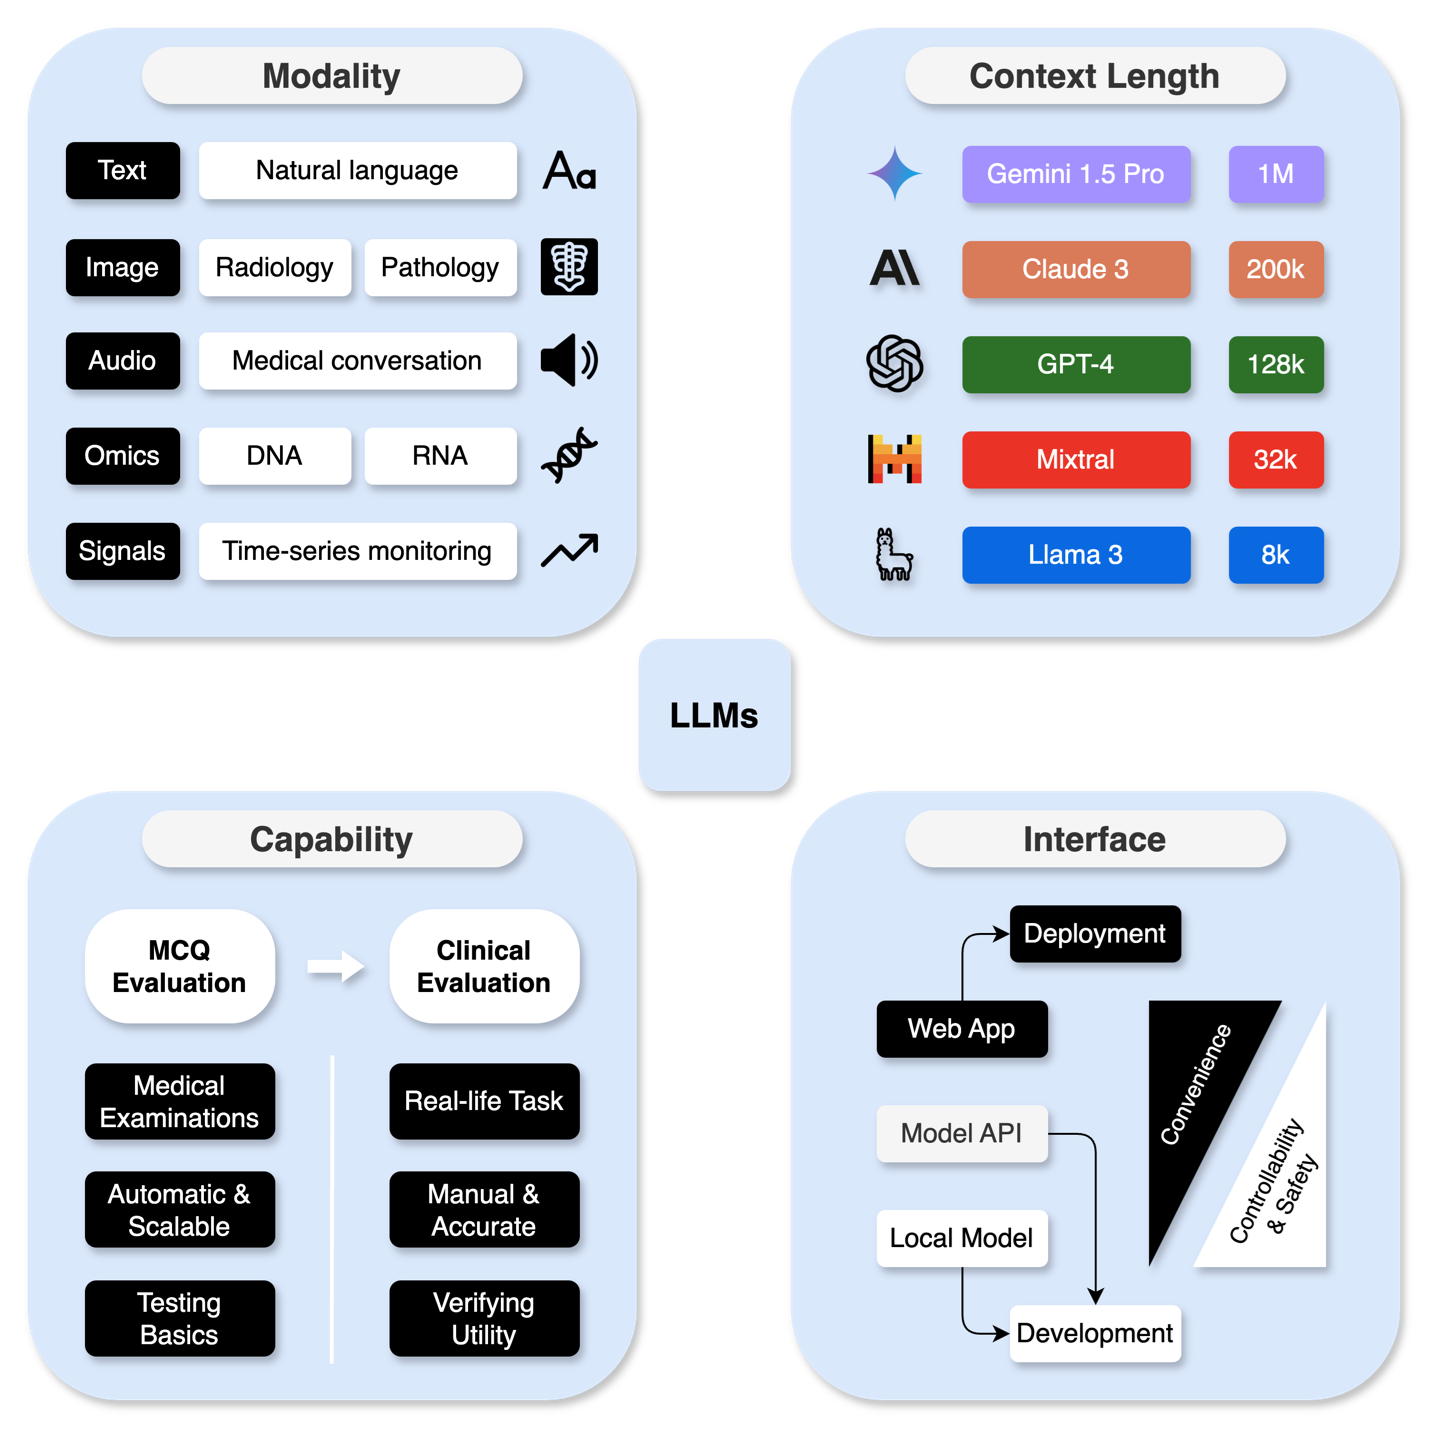 Modality
Text
Natural language
Aa
Image
Radiology
Pathology
Audio
Medical conversation
Omics
DNA
RNA
Signals
Time-series monitoring
Context Length
Gemini 1.5 Pro
1M
Claude 3
200k
GPT-4
128k
Mixtral
32k
Llama 3
8k
LLMs
Capability
MCQ
Evaluation
Clinical
Evaluation
Medical
Examinations
Real-life Task
Automatic &
Scalable
Manual &
Accurate
Testing
Basics
Verifying
Utility
Interface
Deployment
Web App
Model API
Local Model
Development
Convenience
Controllability
& Safety